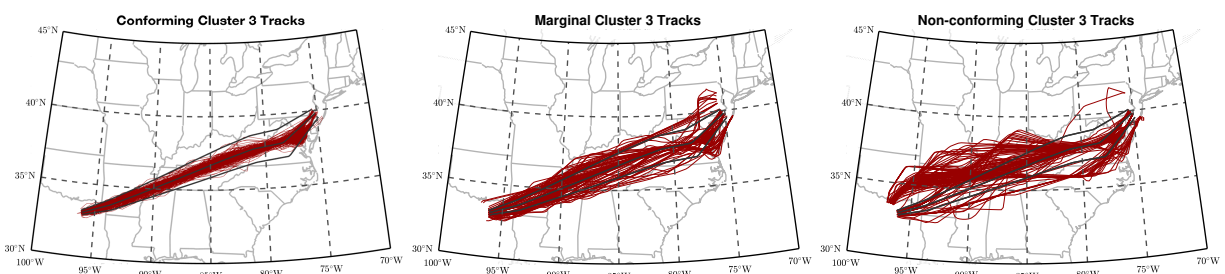 Conforming Cluster 3 Tracks
Marginal Cluster 3 Tracks
Non-conforming Cluster 3 Tracks
45°N
45°N
45°N
40°N
40°N
40°N
35°N
35°N
35°N
30°N
30°N
30°N
100°W
95°W
75°W
70°W
100°W
95°W
75°W
70°W
100°W
95°W
75°W
70°W